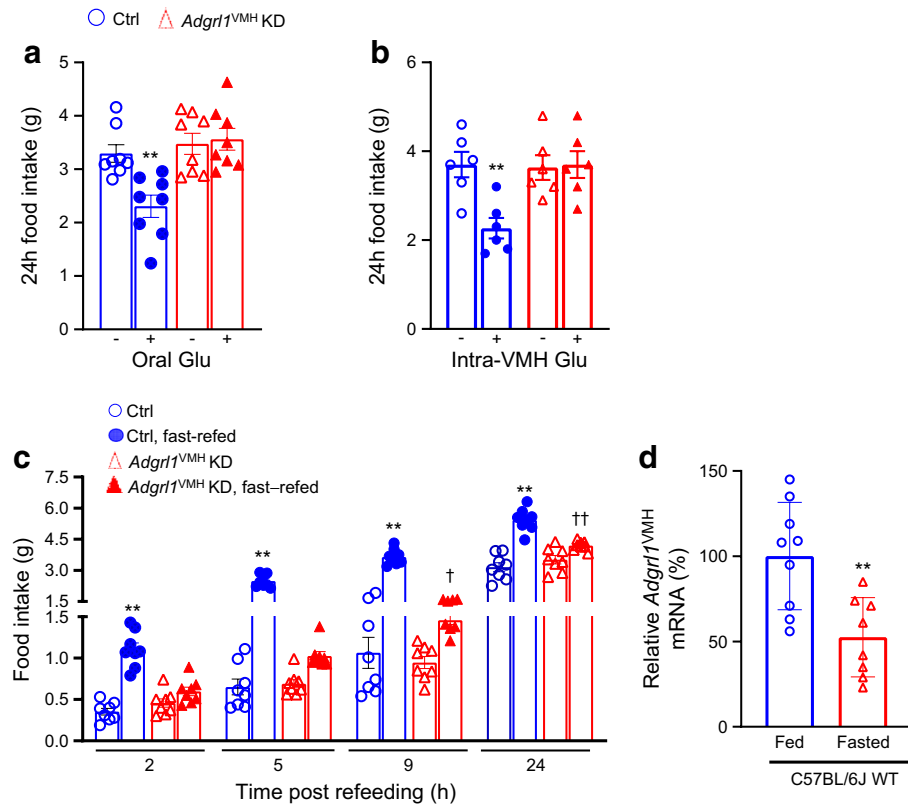 Ctrl Adgrl1VMH KD
a
24h food intake (g)
5
4
3
2
1
0
- + - +
Oral Glu
b
24h food intake (g)
6
4
2
0
- + - +
Intra-VMH Glu
**
**
Ctrl
Ctrl, fast-refed
Adgrl1VMH KD
Adgrl1VMH KD, fast–refed
c
Food intake (g)
7.5
6.0
4.5
3.0
1.5
1.5
1.0
0.5
0.0
**
**
**
†
**
††
2 5 9 24
Time post refeeding (h)
d
Relative Adgrl1VMH
mRNA (%)
150
100
50
0
**
Fed Fasted
C57BL/6J WT